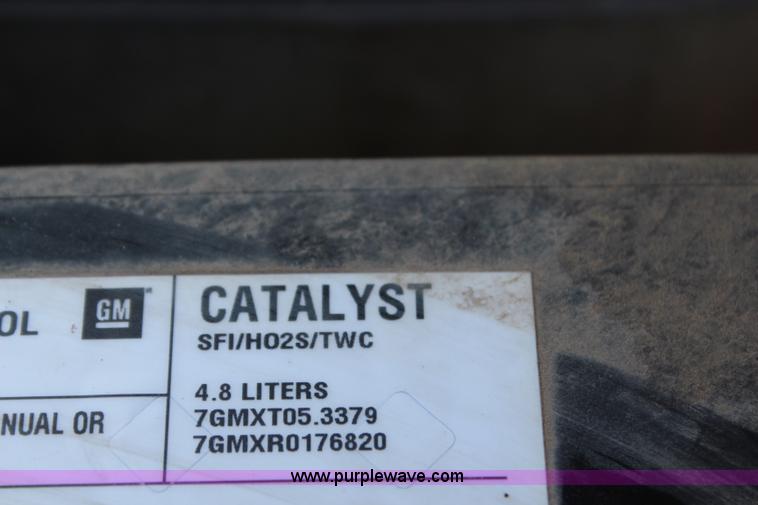 OL GM CATALYST
SFI/HO2S/TWC
4.8 LITERS
NUAL OR 7GMXT05.3379
7GMXR0176820
www.purplewave.com